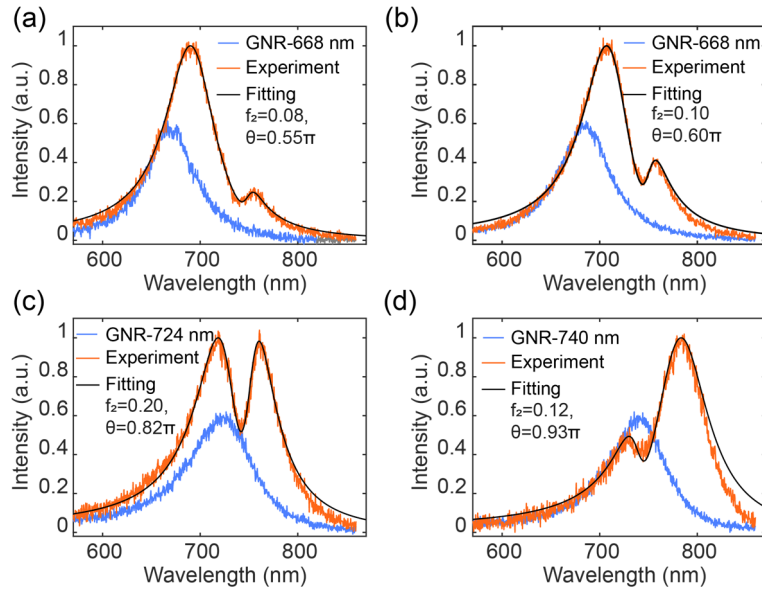 (a)
Intensity (a.u.)
1
0.8
0.6
0.4
0.2
0
GNR-668 nm
Experiment
Fitting
f₂=0.08,
θ=0.55π
600
700
800
Wavelength (nm)
(b)
Intensity (a.u.)
1
0.8
0.6
0.4
0.2
0
GNR-668 nm
Experiment
Fitting
f₂=0.10
θ=0.60π
600
700
800
Wavelength (nm)
(c)
Intensity (a.u.)
1
0.8
0.6
0.4
0.2
0
GNR-724 nm
Experiment
Fitting
f₂=0.20,
θ=0.82π
600
700
800
Wavelength (nm)
(d)
Intensity (a.u.)
1
0.8
0.6
0.4
0.2
0
GNR-740 nm
Experiment
Fitting
f₂=0.12,
θ=0.93π
600
700
800
Wavelength (nm)